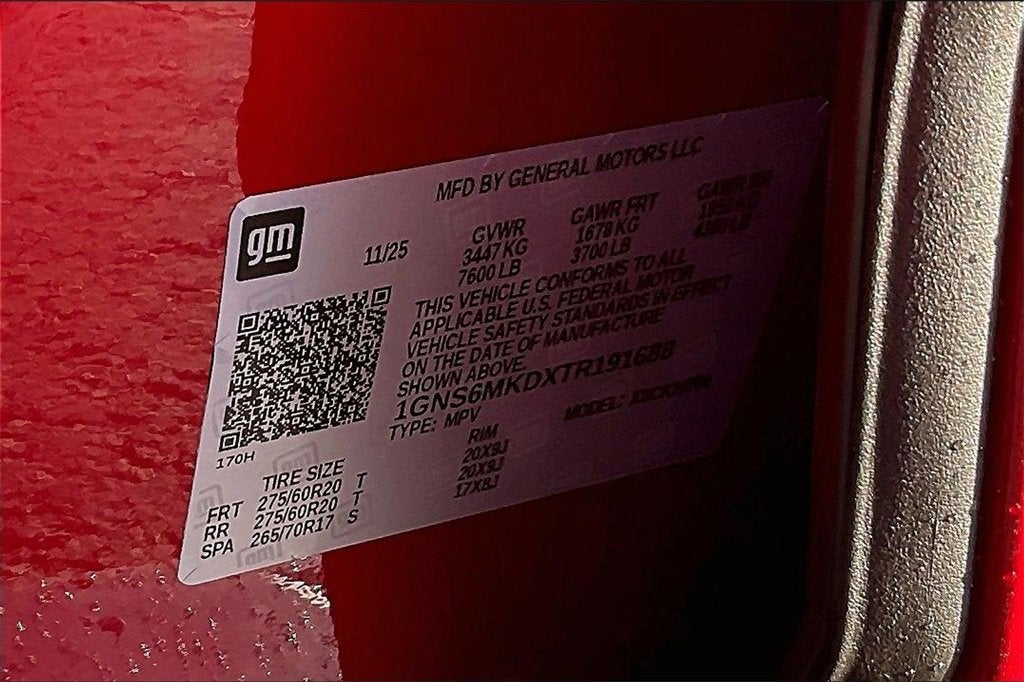 MFD BY GENERAL MOTORS LLC
gm
11/25
GVWR GAWR FRT GAWR RR
3447 KG 1678 KG
7600 LB 3700 LB
THIS VEHICLE CONFORMS TO ALL
APPLICABLE U.S. FEDERAL MOTOR
VEHICLE SAFETY STANDARDS IN EFFECT
ON THE DATE OF MANUFACTURE
SHOWN ABOVE.
1GNS6MKDXTR191688
TYPE: MPV MODEL:
170H
TIRE SIZE RIM
FRT 275/60R20 T 20X9J
RR 275/60R20 T 20X9J
SPA 265/70R17 S 17X8J